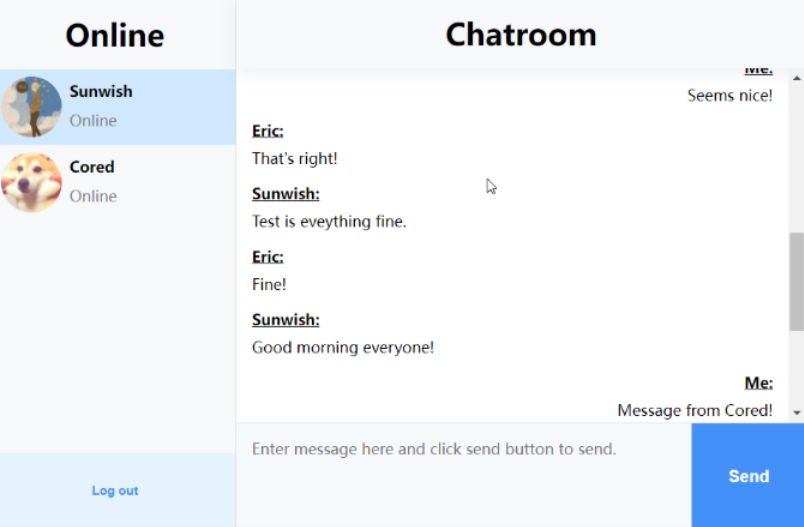 Online
Sunwish
Online
Cored
Online
Log out
Chatroom
Me:
Seems nice!
Eric:
That's right!
Sunwish:
Test is eveything fine.
Eric:
Fine!
Sunwish:
Good morning everyone!
Me:
Message from Cored!
Enter message here and click send button to send.
Send